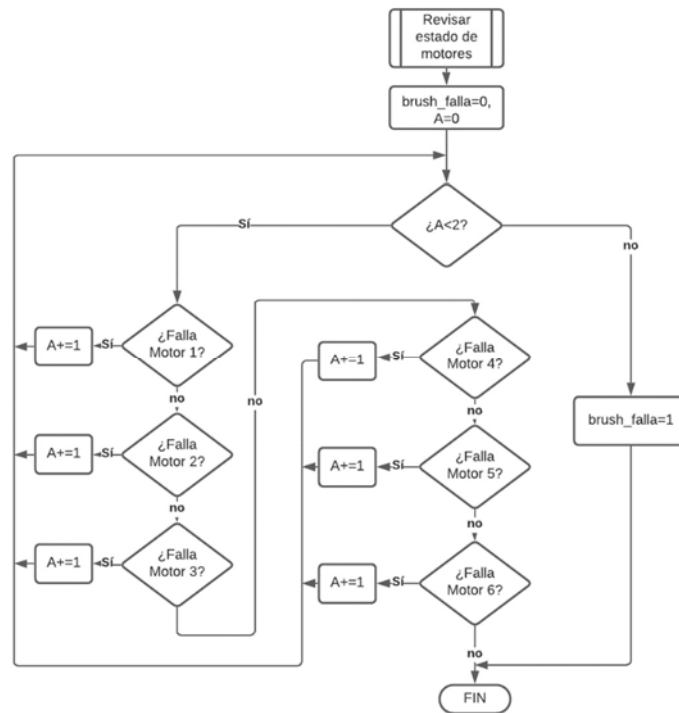 Revisar
estado de
motores
brush_falla=0,
A=0
¿A<2?
Sí
no
¿Falla
Motor 1?
Sí
A+=1
no
¿Falla
Motor 2?
Sí
A+=1
no
¿Falla
Motor 3?
Sí
A+=1
no
¿Falla
Motor 4?
Sí
A+=1
no
¿Falla
Motor 5?
Sí
A+=1
no
¿Falla
Motor 6?
Sí
A+=1
no
brush_falla=1
FIN